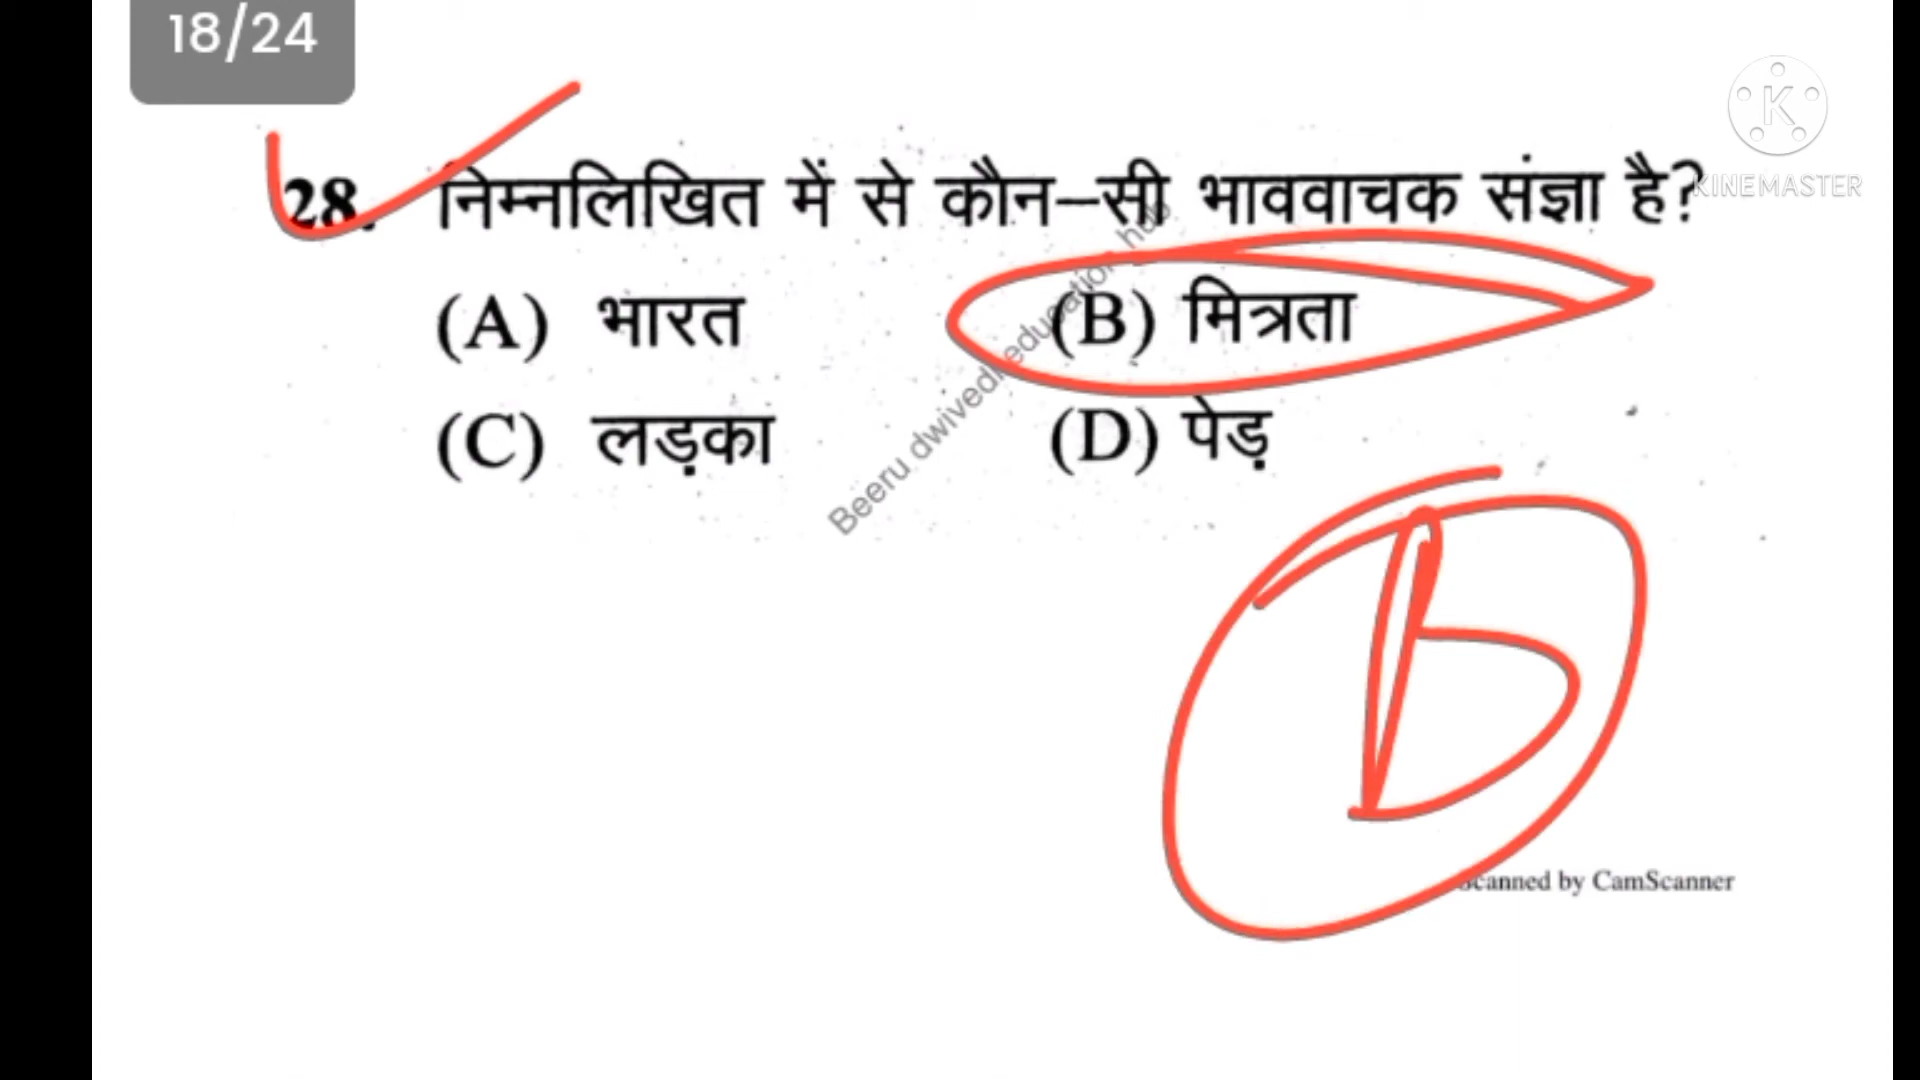 18/24
28. निम्नलिखित में से कौन–सी भाववाचक संज्ञा है?
KINEMASTER
(A) भारत
(B) मित्रता
(C) लड़का
(D) पेड़
Beeru dwivedi education hub
B
Scanned by CamScanner